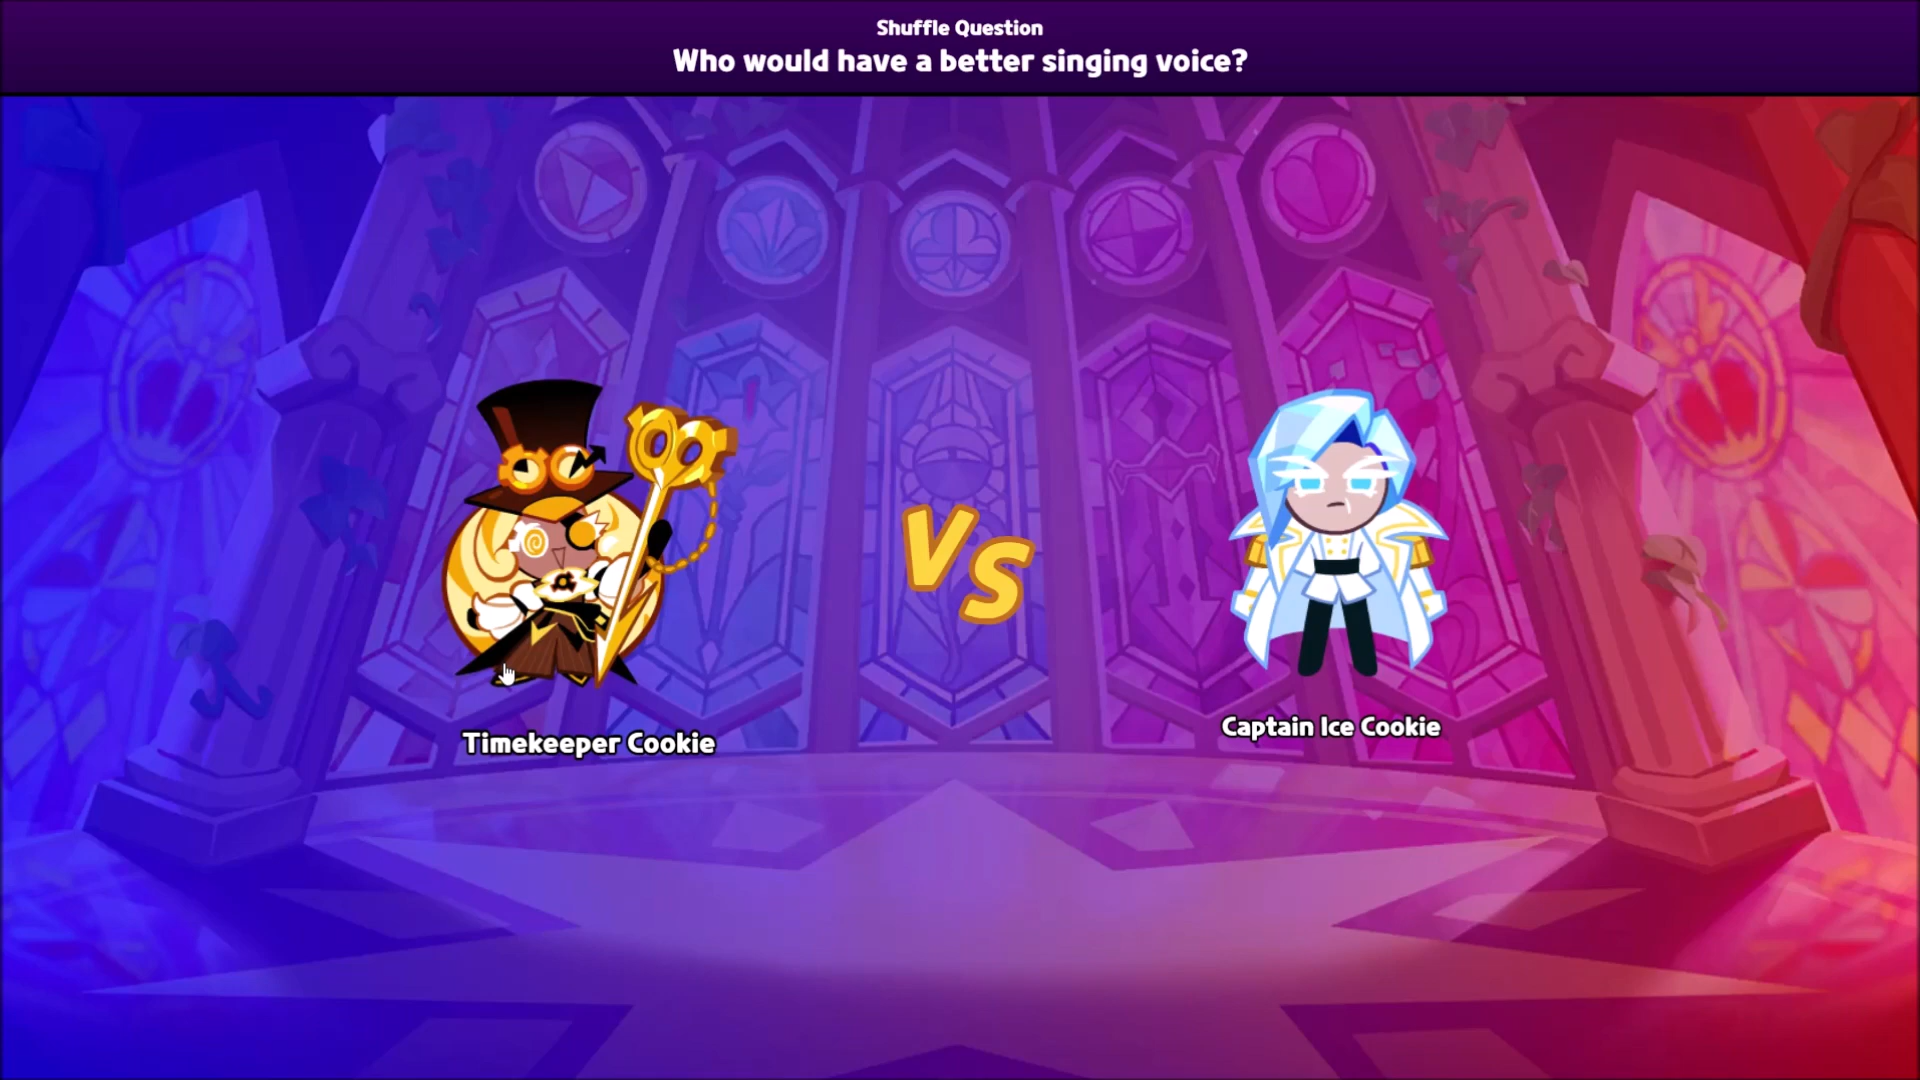 Shuffle Question
Who would have a better singing voice?
VS
Timekeeper Cookie
Captain Ice Cookie